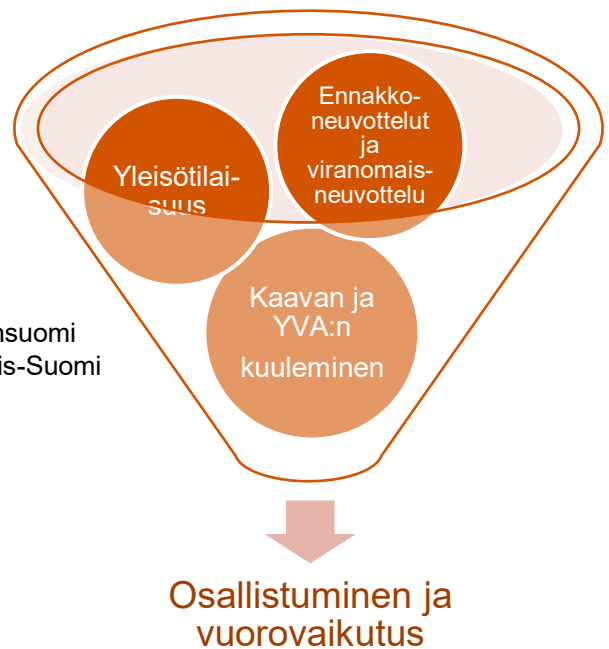 Ennakko-
neuvottelut
ja
viranomais-
neuvottelu
Yleisötilai-
suus
Kaavan ja
YVA:n
kuuleminen
nsuomi
is-Suomi
Osallistuminen ja
vuorovaikutus